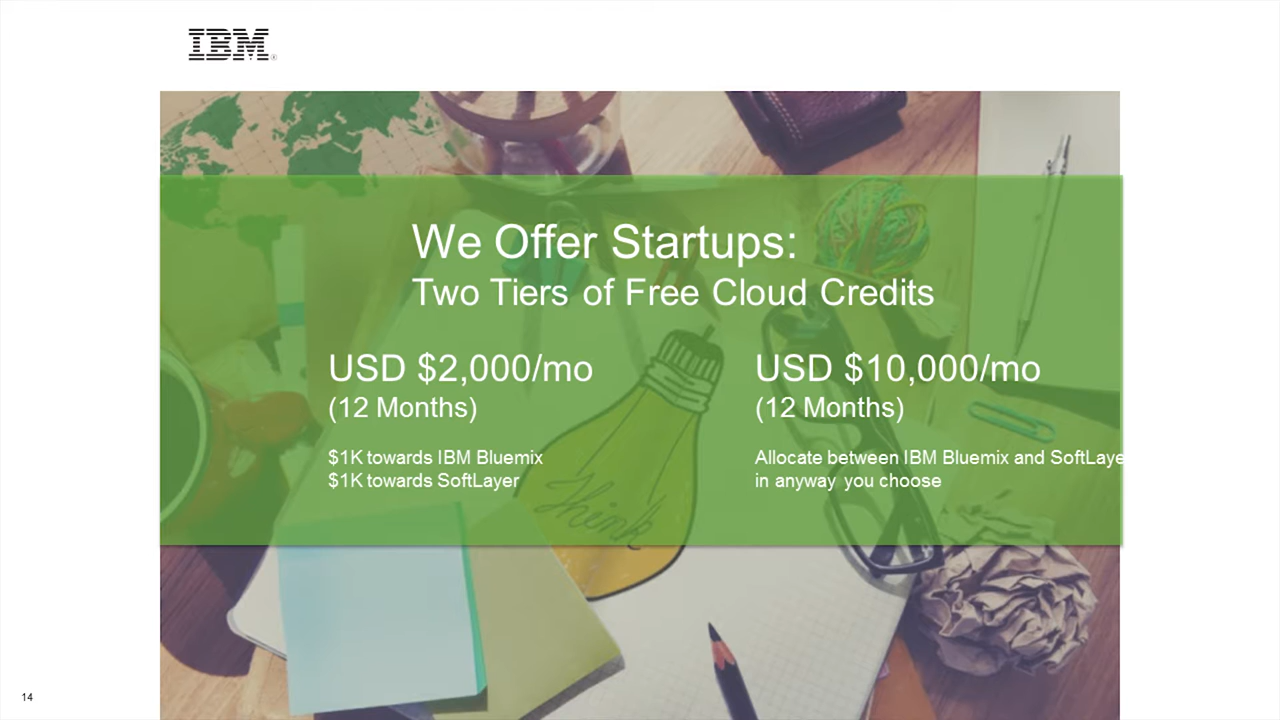 IBM®
We Offer Startups:
Two Tiers of Free Cloud Credits
USD $2,000/mo
(12 Months)
$1K towards IBM Bluemix
$1K towards SoftLayer
USD $10,000/mo
(12 Months)
Allocate between IBM Bluemix and SoftLaye
in anyway you choose
Think
14